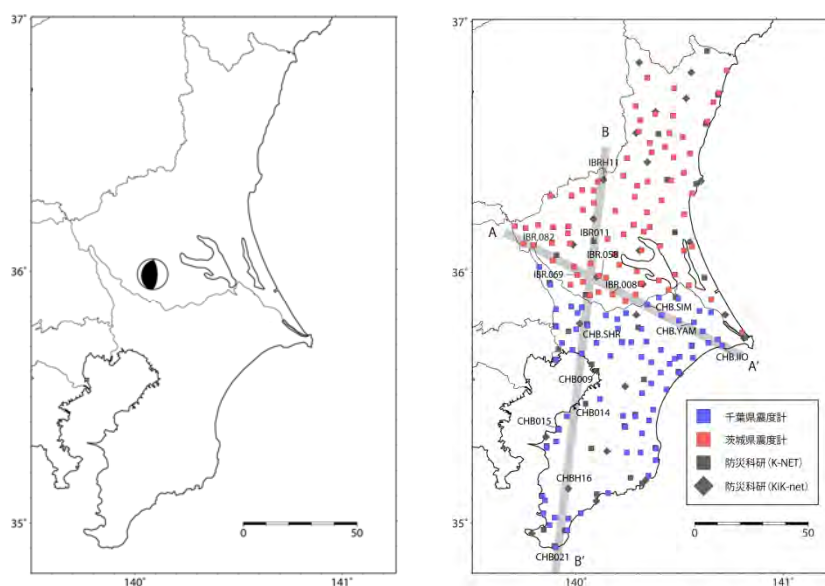 37°
36°
35°
140°
141°
0
50
37°
36°
35°
140°
141°
B
IBRH11
A
IBR.082
IBR011
IBR.058
IBR.069
IBR.008
CHB.SIM
CHB.SHR
CHB.YAM
CHB.IIO
A'
CHB009
CHB015
CHB014
CHBH16
CHB021
B'
千葉県震度計
茨城県震度計
防災科研(K-NET)
防災科研(KiK-net)
0
50